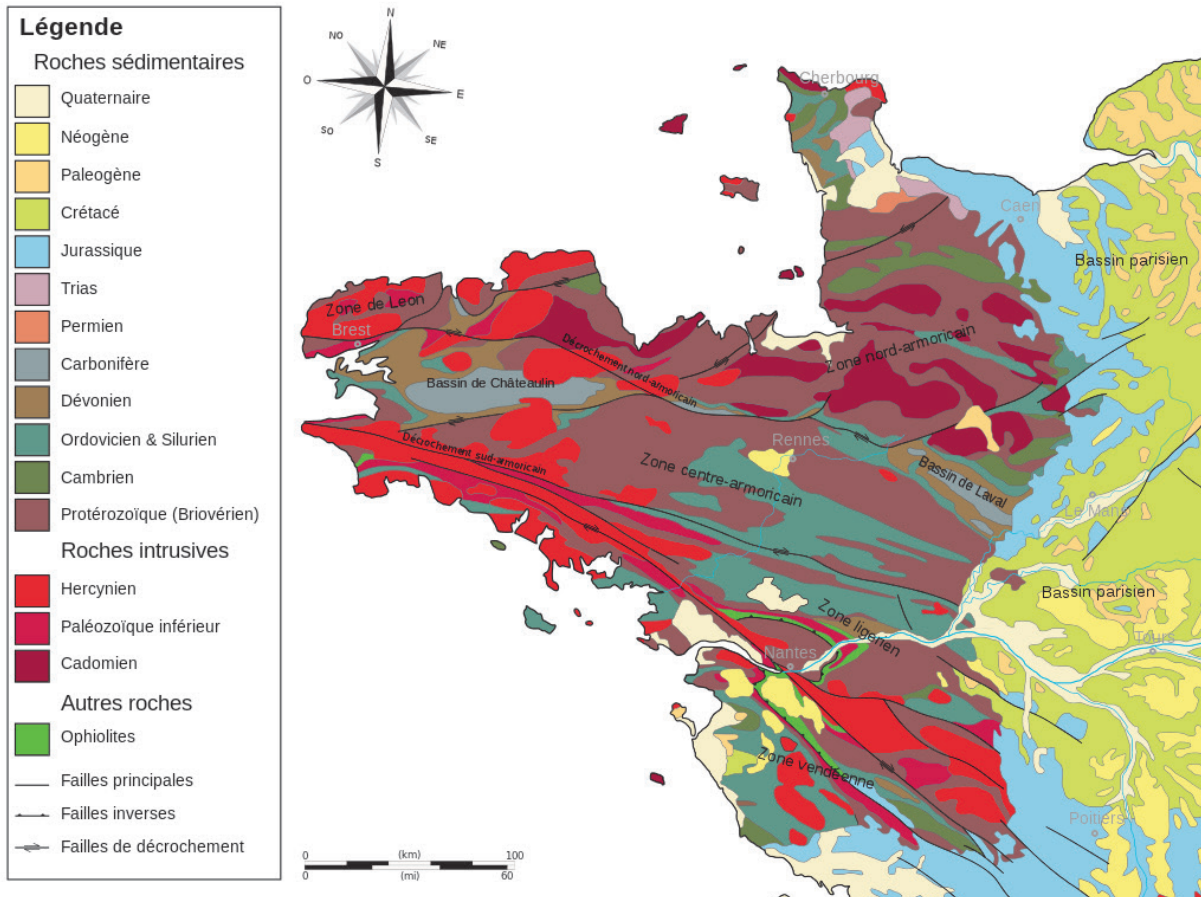 Légende
Roches sédimentaires
Quaternaire
Néogène
Paleogène
Crétacé
Jurassique
Trias
Permien
Carbonifère
Dévonien
Ordovicien & Silurien
Cambrien
Protérozoïque (Briovérien)
Roches intrusives
Hercynien
Paléozoïque inférieur
Cadomien
Autres roches
Ophiolites
Failles principales
Failles inverses
Failles de décrochement
N
NO
NE
O
E
SO
SE
S
Cherbourg
Caen
Bassin parisien
Zone de Leon
Brest
Décrochement nord-armoricain
Zone nord-armoricain
Bassin de Châteaulin
Décrochement sud-armoricain
Rennes
Zone centre-armoricain
Bassin de Laval
Le Mans
Bassin parisien
Zone ligerien
Tours
Nantes
Zone vendéenne
Poitiers
0 (km) 100
0 (mi) 60